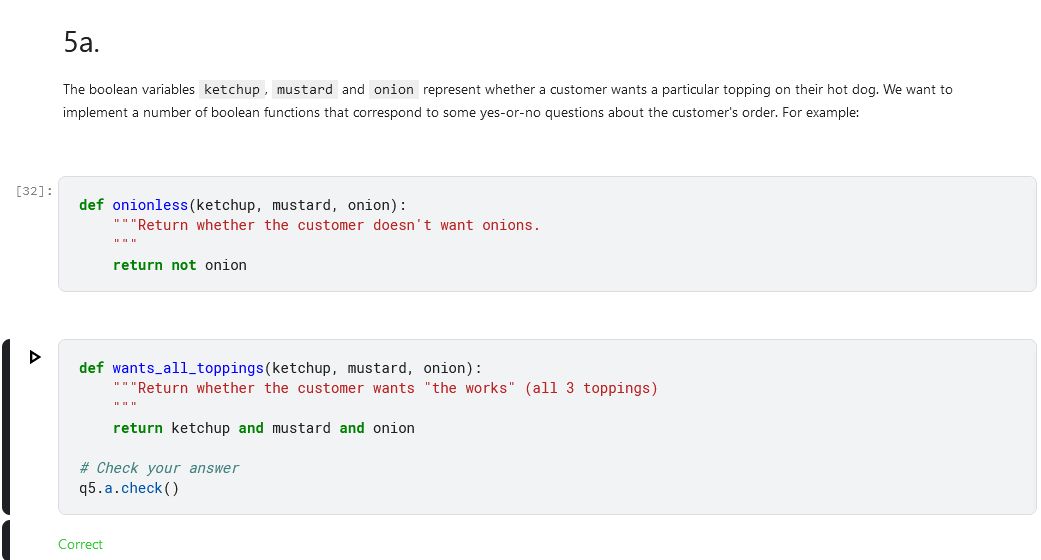 5a.
The boolean variables ketchup, mustard and onion represent whether a customer wants a particular topping on their hot dog. We want to
implement a number of boolean functions that correspond to some yes-or-no questions about the customer's order. For example:
[32]:
def onionless(ketchup, mustard, onion):
    """Return whether the customer doesn't want onions.
    """
    return not onion
def wants_all_toppings(ketchup, mustard, onion):
    """Return whether the customer wants "the works" (all 3 toppings)
    """
    return ketchup and mustard and onion
# Check your answer
q5.a.check()
Correct